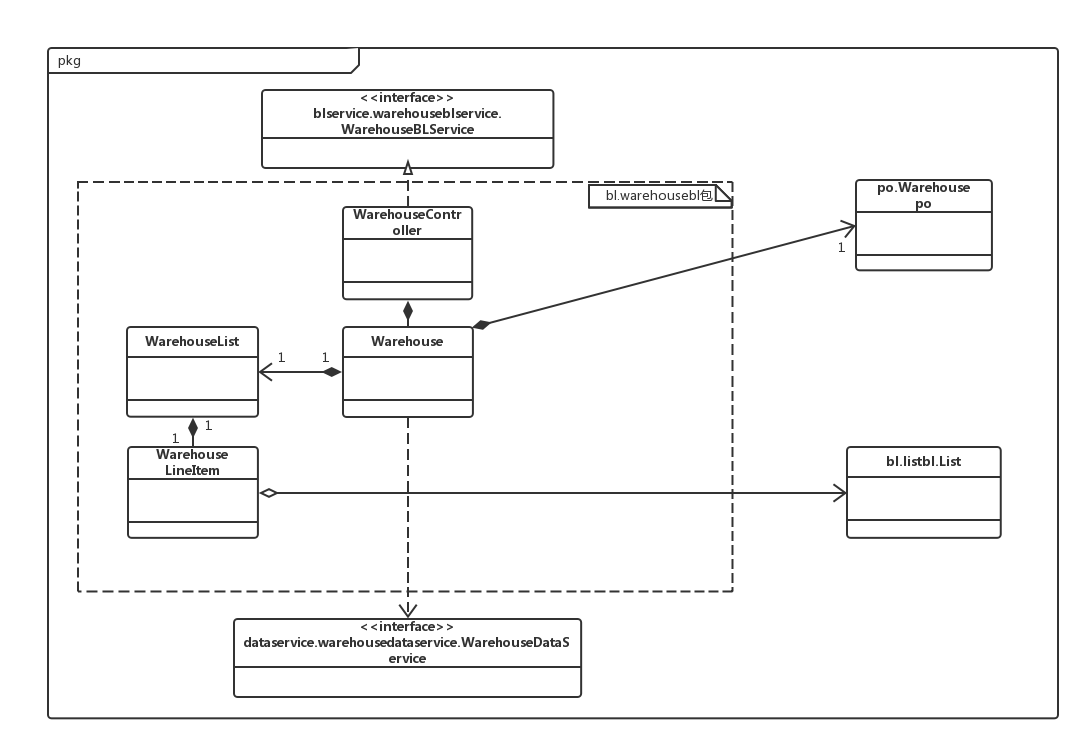 pkg
<<interface>>
blservice.warehouseblservice.
WarehouseBLService
bl.warehousebl包
po.Warehouse
po
WarehouseContr
oller
1
WarehouseList
1
1
Warehouse
1
1
Warehouse
LineItem
bl.listbl.List
<<interface>>
dataservice.warehousedataservice.WarehouseDataS
ervice